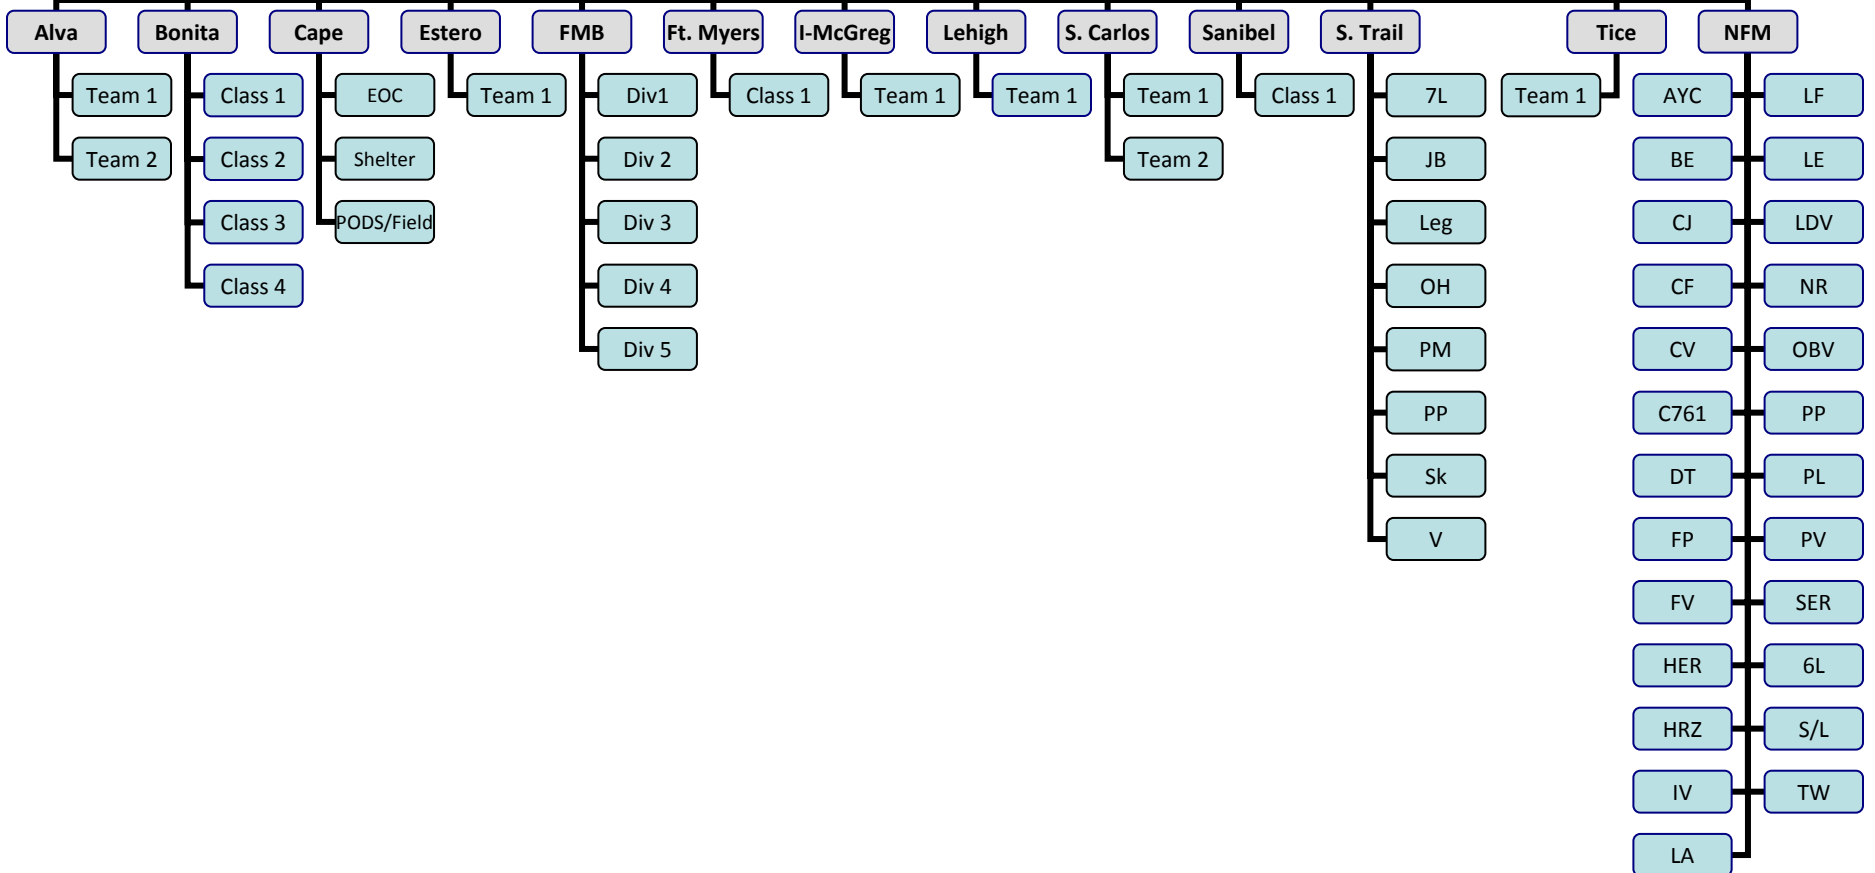 Alva
Bonita
Cape
Estero
FMB
Ft. Myers
I-McGreg
Lehigh
S. Carlos
Sanibel
S. Trail
Tice
NFM
Team 1
Class 1
EOC
Team 1
Div1
Class 1
Team 1
Team 1
Team 1
Class 1
7L
Team 1
AYC
LF
Team 2
Class 2
Shelter
Div 2
Team 2
JB
BE
LE
Class 3
PODS/Field
Div 3
Leg
CJ
LDV
Class 4
Div 4
OH
CF
NR
Div 5
PM
CV
OBV
PP
C761
PP
Sk
DT
PL
V
FP
PV
FV
SER
HER
6L
HRZ
S/L
IV
TW
LA